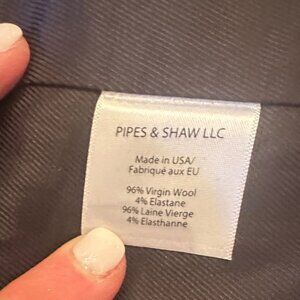 PIPES & SHAW LLC
Made in USA/
Fabriqué aux EU
96% Virgin Wool
4% Elastane
96% Laine Vierge
4% Elasthanne